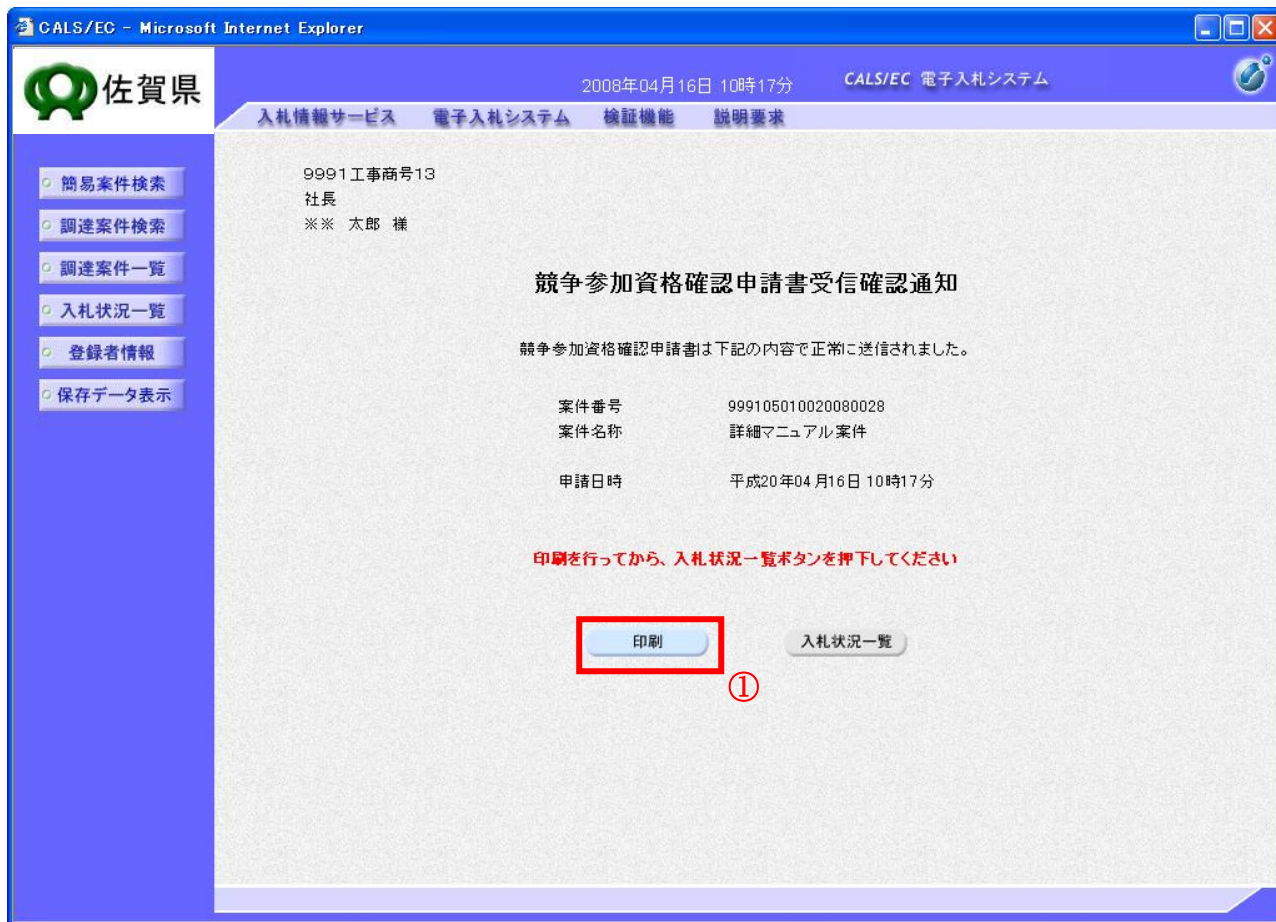 CALS/EC - Microsoft Internet Explorer
佐賀県
2008年04月16日 10時17分
CALS/EC 電子入札システム
入札情報サービス 電子入札システム 検証機能 説明要求
簡易案件検索
調達案件検索
調達案件一覧
入札状況一覧
登録者情報
保存データ表示
9991工事商号13
社長
※※ 太郎 様
競争参加資格確認申請書受信確認通知
競争参加資格確認申請書は下記の内容で正常に送信されました。
案件番号 999105010020080028
案件名称 詳細マニュアル案件
申請日時 平成20年04月16日 10時17分
印刷を行ってから、入札状況一覧ボタンを押下してください
印刷 入札状況一覧
①